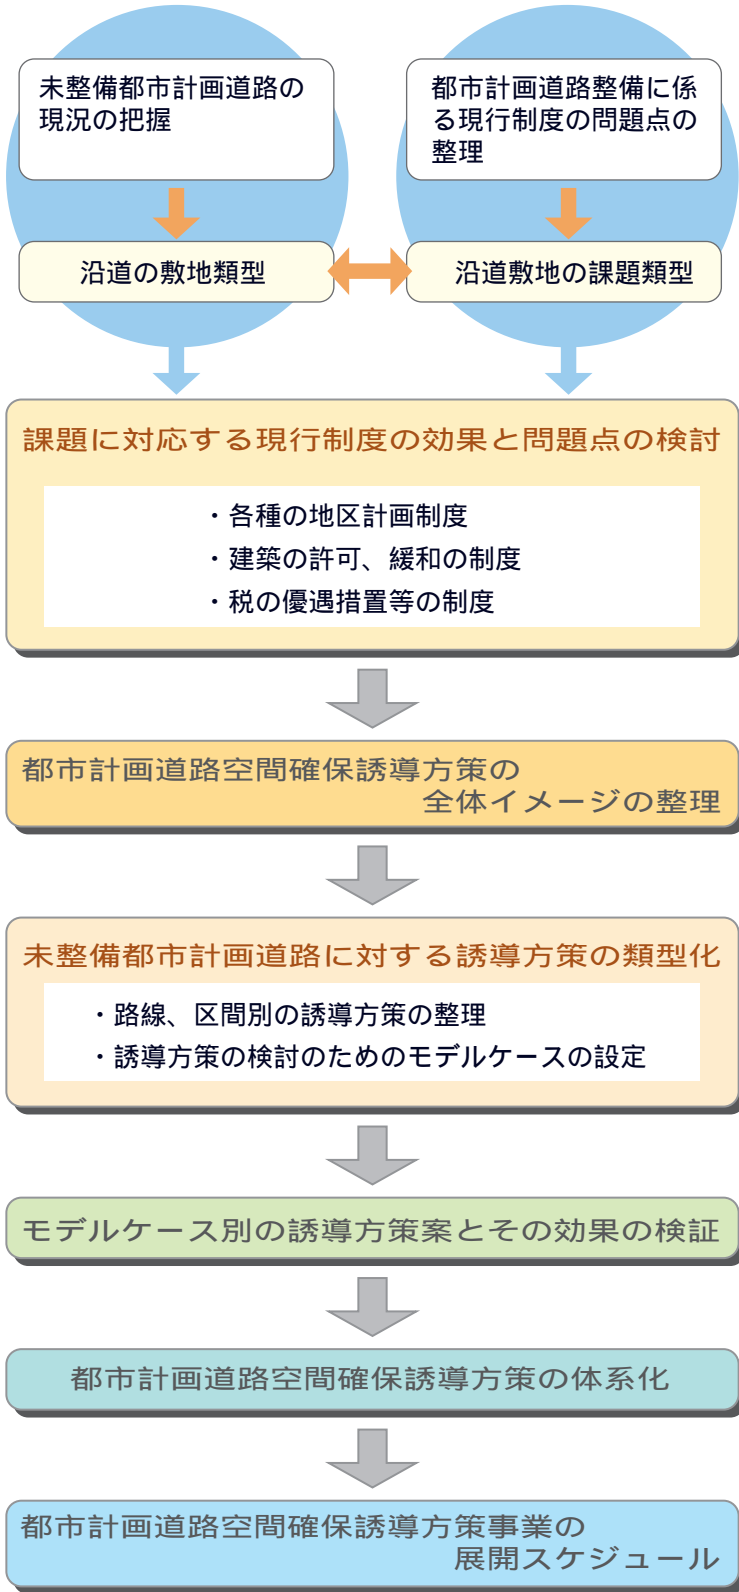 未整備都市計画道路の
現況の把握
都市計画道路整備に係
る現行制度の問題点の
整理
沿道の敷地類型
沿道敷地の課題類型
課題に対応する現行制度の効果と問題点の検討
・各種の地区計画制度
・建築の許可、緩和の制度
・税の優遇措置等の制度
都市計画道路空間確保誘導方策の
全体イメージの整理
未整備都市計画道路に対する誘導方策の類型化
・路線、区間別の誘導方策の整理
・誘導方策の検討のためのモデルケースの設定
モデルケース別の誘導方策案とその効果の検証
都市計画道路空間確保誘導方策の体系化
都市計画道路空間確保誘導方策事業の
展開スケジュール